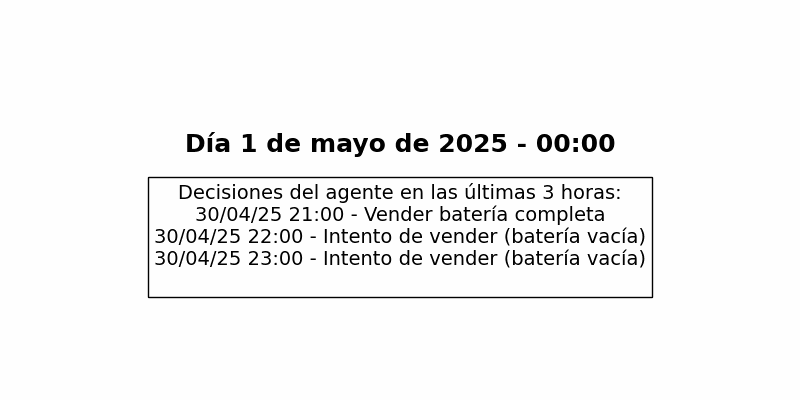 Día 1 de mayo de 2025 - 00:00
Decisiones del agente en las últimas 3 horas:
30/04/25 21:00 - Vender batería completa
30/04/25 22:00 - Intento de vender (batería vacía)
30/04/25 23:00 - Intento de vender (batería vacía)